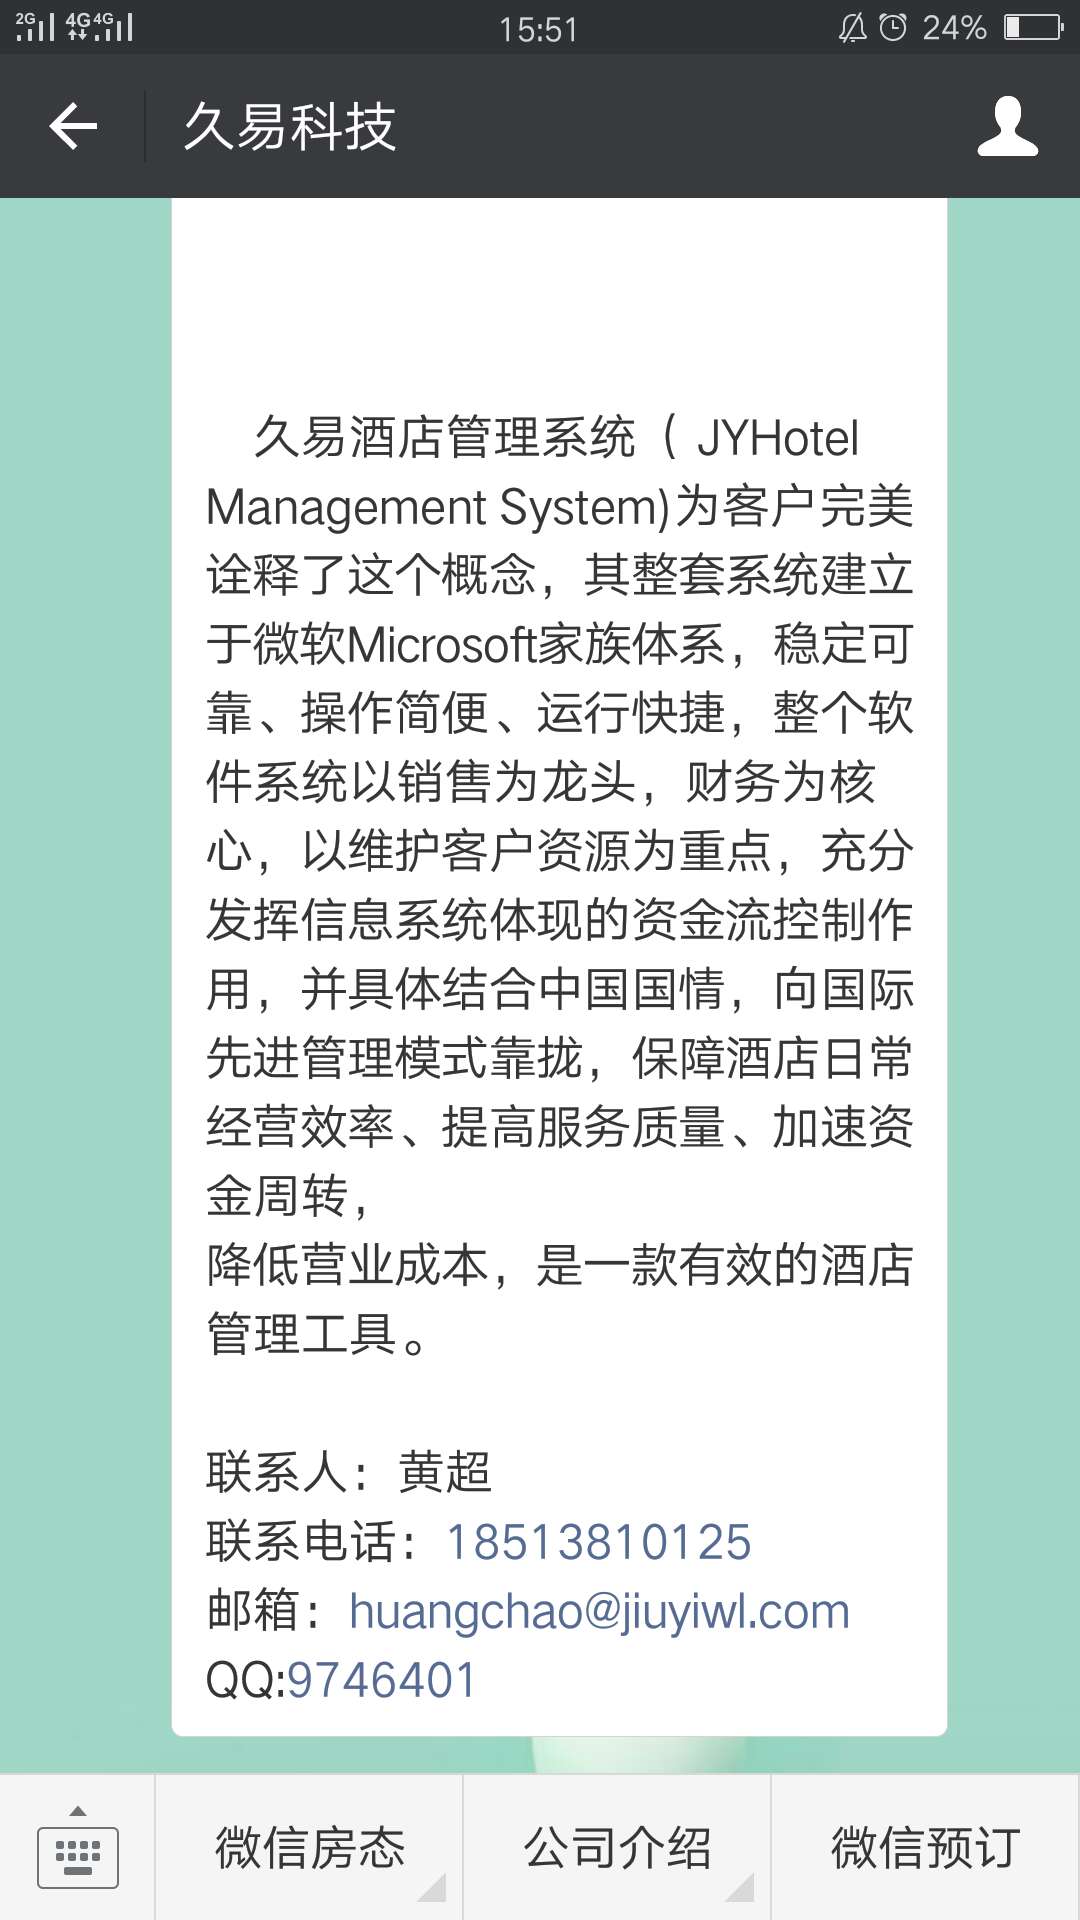 2G 4G 4G 15:51 24%
久易科技
久易酒店管理系统（ JYHotel
Management System)为客户完美
诠释了这个概念，其整套系统建立
于微软Microsoft家族体系，稳定可
靠、操作简便、运行快捷，整个软
件系统以销售为龙头，财务为核
心，以维护客户资源为重点，充分
发挥信息系统体现的资金流控制作
用，并具体结合中国国情，向国际
先进管理模式靠拢，保障酒店日常
经营效率、提高服务质量、加速资
金周转，
降低营业成本，是一款有效的酒店
管理工具。
联系人：黄超
联系电话：18513810125
邮箱：huangchao@jiuyiwl.com
QQ:9746401
微信房态 公司介绍 微信预订